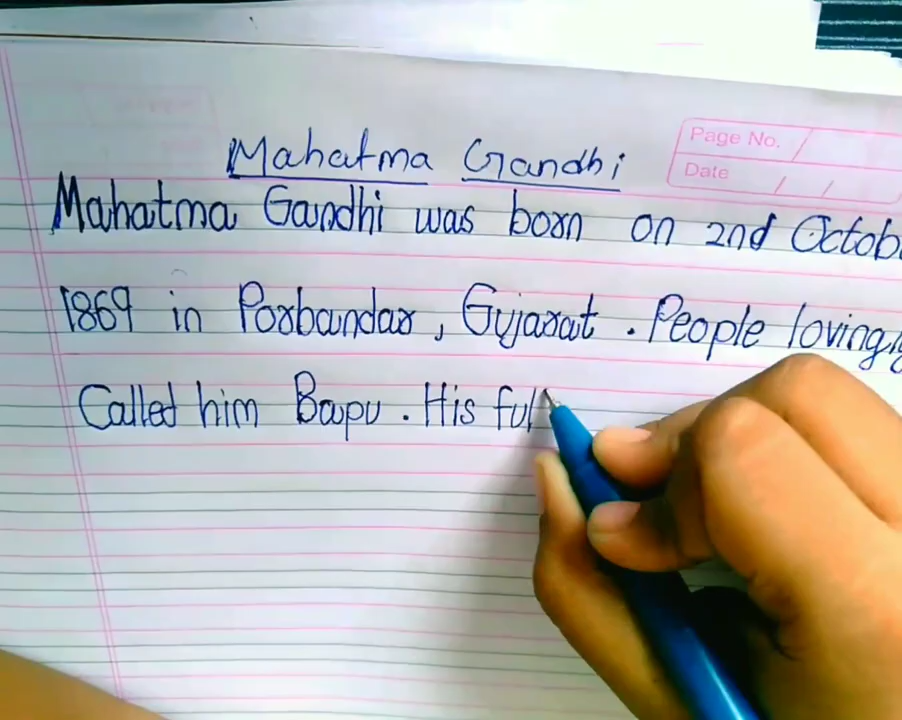 Page No.
Date / /
Mahatma Gandhi
Mahatma Gandhi was born on 2nd Octob
1869 in Porbandar, Gujarat. People loving
Called him Bapu. His ful